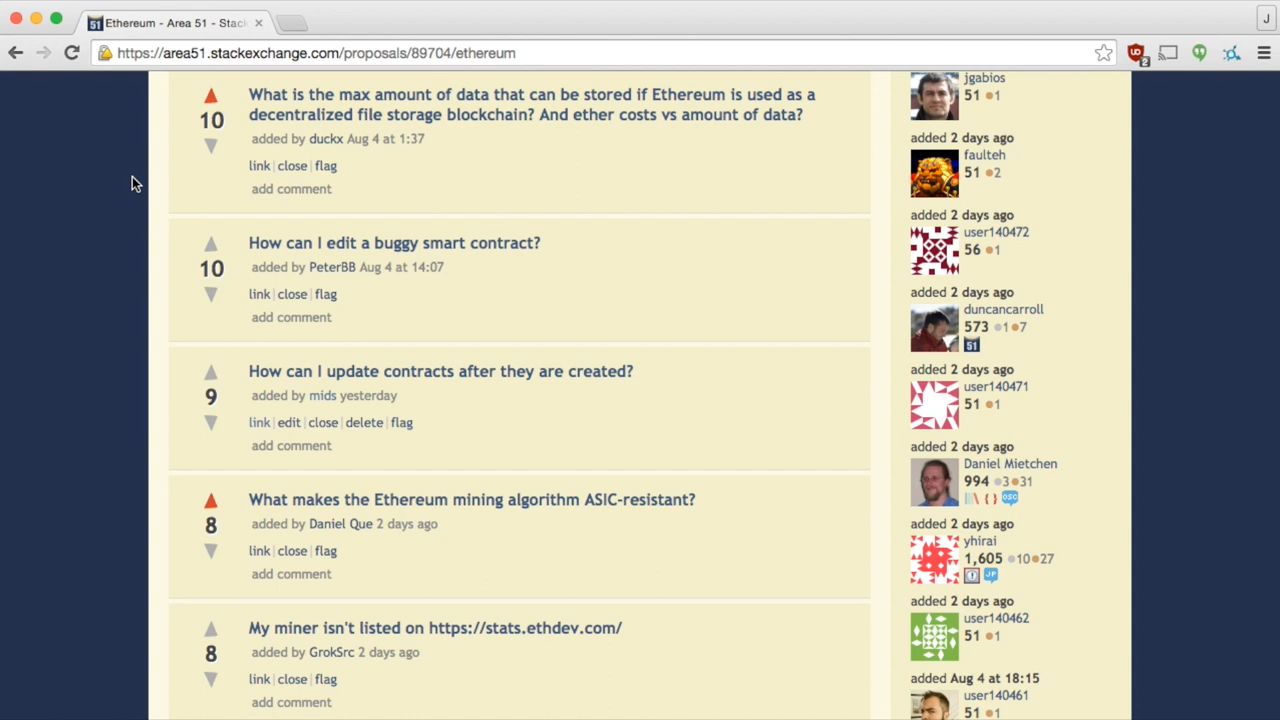 Ethereum - Area 51 - Stac
J
https://area51.stackexchange.com/proposals/89704/ethereum
2
10
What is the max amount of data that can be stored if Ethereum is used as a
decentralized file storage blockchain? And ether costs vs amount of data?
added by duckx Aug 4 at 1:37
link | close | flag
add comment
10
How can I edit a buggy smart contract?
added by PeterBB Aug 4 at 14:07
link | close | flag
add comment
9
How can I update contracts after they are created?
added by mids yesterday
link | edit | close | delete | flag
add comment
8
What makes the Ethereum mining algorithm ASIC-resistant?
added by Daniel Que 2 days ago
link | close | flag
add comment
8
My miner isn't listed on https://stats.ethdev.com/
added by GrokSrc 2 days ago
link | close | flag
add comment
jgabios
51 ●1
added 2 days ago
faulteh
51 ●2
added 2 days ago
user140472
56 ●1
added 2 days ago
duncancarroll
573 ●1 ●7
51
added 2 days ago
user140471
51 ●1
added 2 days ago
Daniel Mietchen
994 ●3 ●31
added 2 days ago
yhirai
1,605 ●10 ●27
added 2 days ago
user140462
51 ●1
added Aug 4 at 18:15
user140461
51 ●1